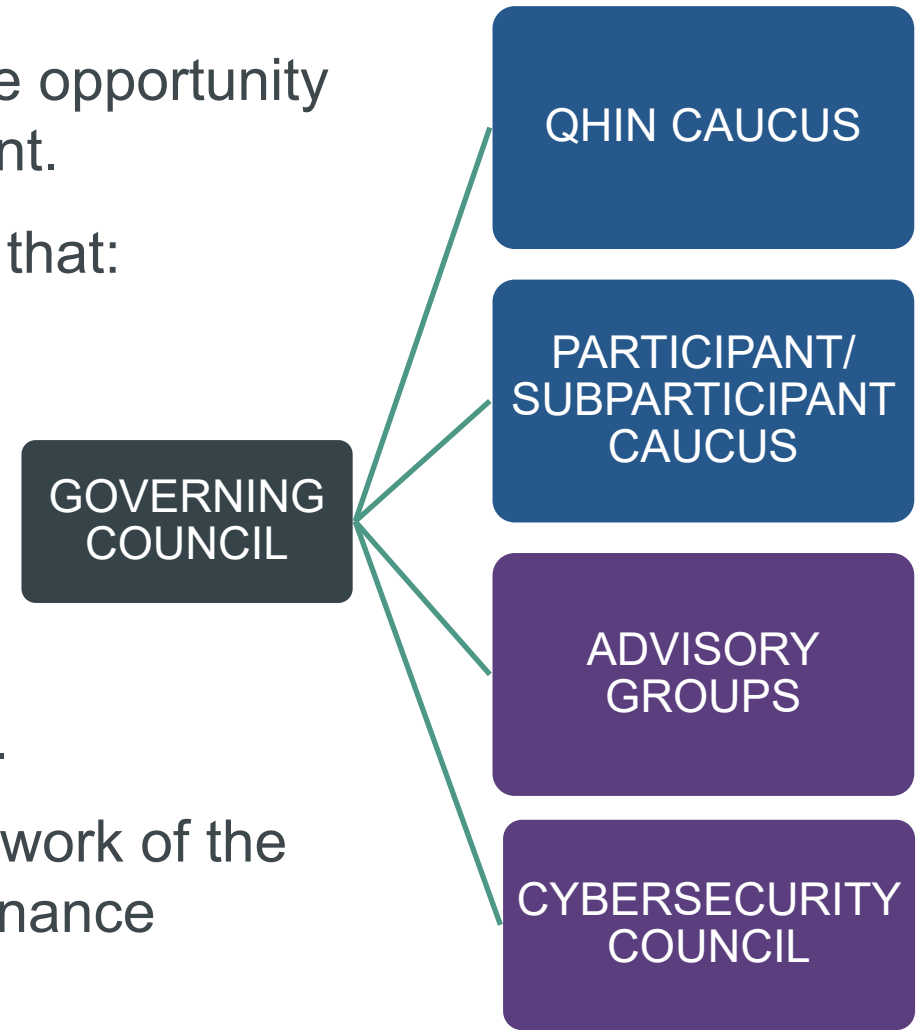 e opportunity
nt.
that:
.
work of the
nance
GOVERNING
COUNCIL
QHIN CAUCUS
PARTICIPANT/
SUBPARTICIPANT
CAUCUS
ADVISORY
GROUPS
CYBERSECURITY
COUNCIL